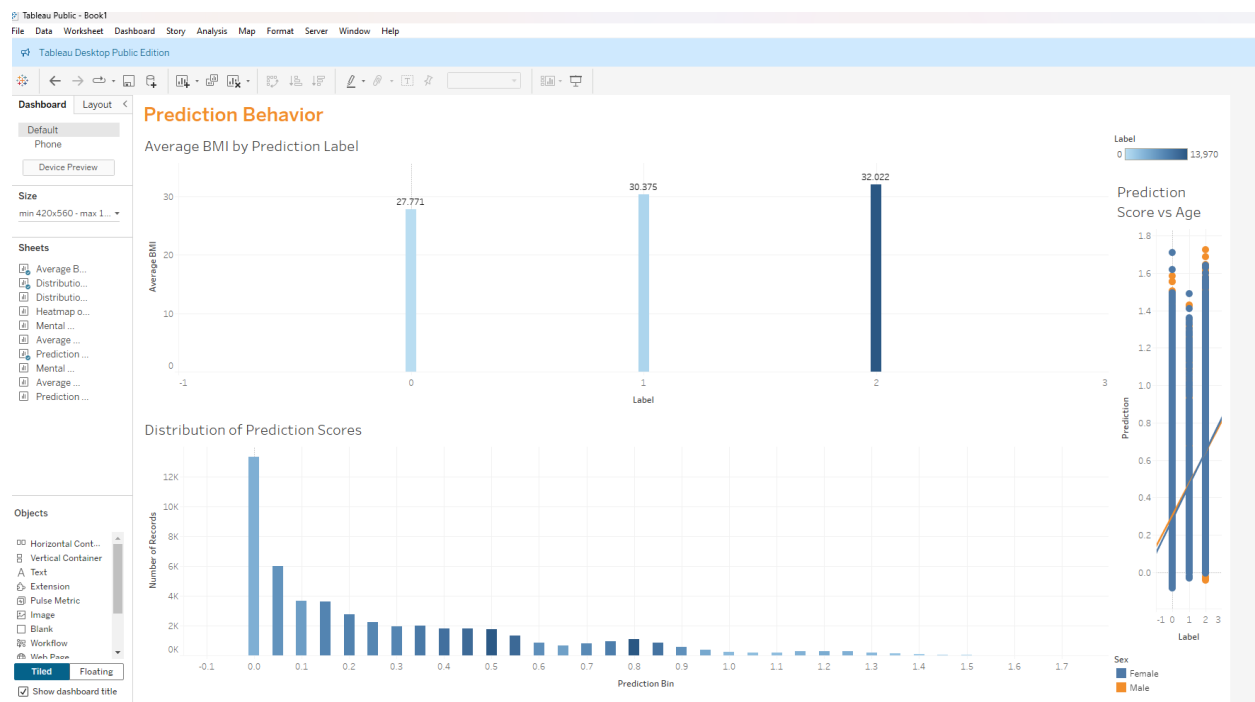 Tableau Public - Book1
File Data Worksheet Dashboard Story Analysis Map Format Server Window Help
Tableau Desktop Public Edition
Dashboard Layout
Default
Phone
Device Preview
Size
min 420x560 - max 1...
Sheets
Average B...
Distributio...
Distributio...
Heatmap o...
Mental ...
Average ...
Prediction ...
Mental ...
Average ...
Prediction ...
Objects
Horizontal Cont...
Vertical Container
Text
Extension
Pulse Metric
Image
Blank
Workflow
Web Page
Tiled Floating
Show dashboard title
Prediction Behavior
Average BMI by Prediction Label
Average BMI
30
20
10
0
27.771
30.375
32.022
-1 0 1 2 3
Label
Distribution of Prediction Scores
Number of Records
12K
10K
8K
6K
4K
2K
0K
-0.1 0.0 0.1 0.2 0.3 0.4 0.5 0.6 0.7 0.8 0.9 1.0 1.1 1.2 1.3 1.4 1.5 1.6 1.7
Prediction Bin
Label
0 13,970
Prediction
Score vs Age
Prediction
1.8
1.6
1.4
1.2
1.0
0.8
0.6
0.4
0.2
0.0
-1 0 1 2 3
Label
Sex
Female
Male